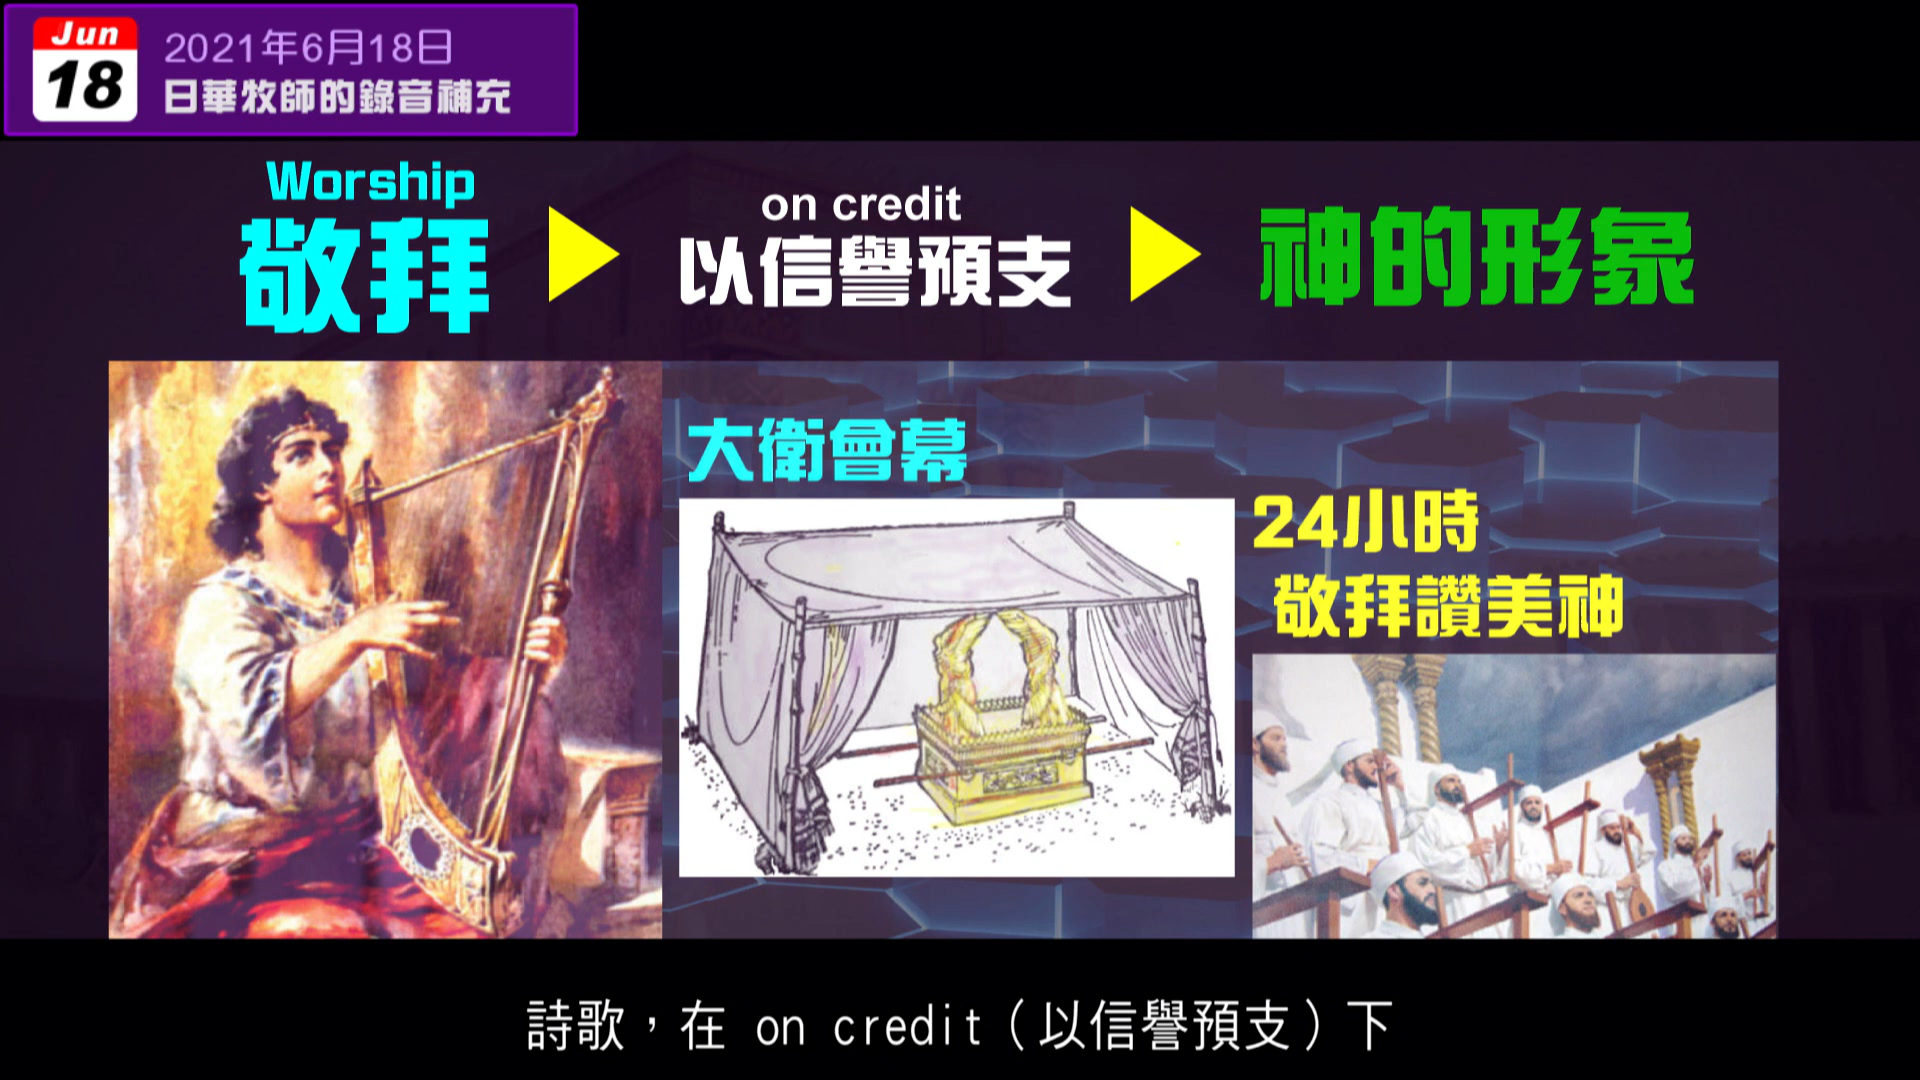 Jun
18
2021年6月18日
日華牧師的錄音補充
Worship
敬拜
on credit
以信譽預支
神的形象
大衛會幕
24小時
敬拜讚美神
詩歌，在 on credit（以信譽預支）下